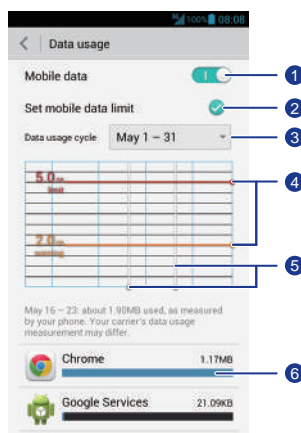 100% 08:08
Data usage
Mobile data
1
Set mobile data limit
2
Data usage cycle May 1 – 31
3
5.0
limit
4
2.0
warning
5
May 16 – 23: about 1.90MB used, as measured
by your phone. Your carrier's data usage
measurement may differ.
Chrome 1.17MB
6
Google Services 21.09KB